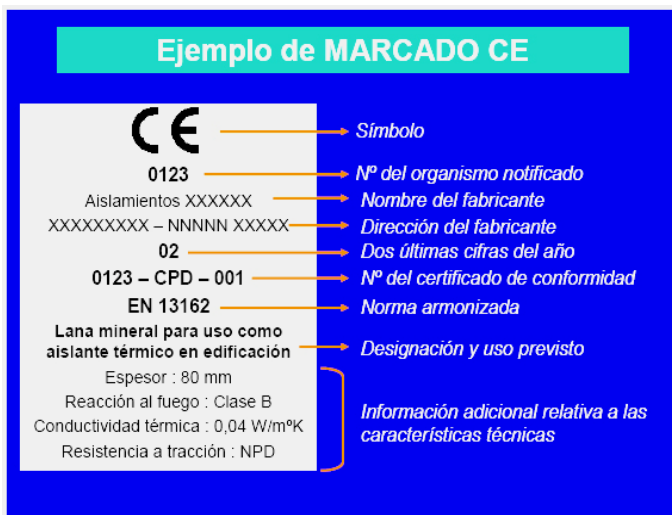 Ejemplo de MARCADO CE
CE
Símbolo
0123
Nº del organismo notificado
Aislamientos XXXXXX
Nombre del fabricante
XXXXXXXXX – NNNNN XXXXX
Dirección del fabricante
02
Dos últimas cifras del año
0123 – CPD – 001
Nº del certificado de conformidad
EN 13162
Norma armonizada
Lana mineral para uso como
aislante térmico en edificación
Designación y uso previsto
Espesor : 80 mm
Reacción al fuego : Clase B
Conductividad térmica : 0,04 W/mºK
Resistencia a tracción : NPD
Información adicional relativa a las
características técnicas